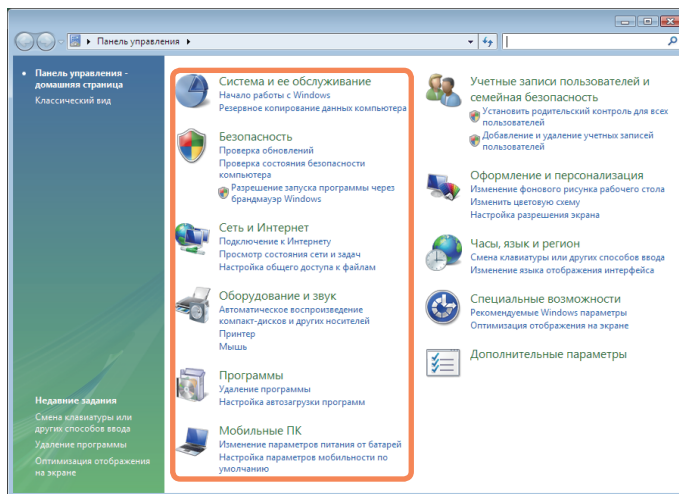 Панель управления
Панель управления -
домашняя страница
Классический вид
Недавние задания
Смена клавиатуры или
других способов ввода
Удаление программы
Оптимизация отображения
на экране
Система и ее обслуживание
Начало работы с Windows
Резервное копирование данных компьютера
Безопасность
Проверка обновлений
Проверка состояния безопасности
компьютера
Разрешение запуска программы через
брандмауэр Windows
Сеть и Интернет
Подключение к Интернету
Просмотр состояния сети и задач
Настройка общего доступа к файлам
Оборудование и звук
Автоматическое воспроизведение
компакт-дисков и других носителей
Принтер
Мышь
Программы
Удаление программы
Настройка автозагрузки программ
Мобильные ПК
Изменение параметров питания от батарей
Настройка параметров мобильности по
умолчанию
Учетные записи пользователей и
семейная безопасность
Установить родительский контроль для всех
пользователей
Добавление и удаление учетных записей
пользователей
Оформление и персонализация
Изменение фонового рисунка рабочего стола
Изменить цветовую схему
Настройка разрешения экрана
Часы, язык и регион
Смена клавиатуры или других способов ввода
Изменение языка отображения интерфейса
Специальные возможности
Рекомендуемые Windows параметры
Оптимизация отображения на экране
Дополнительные параметры